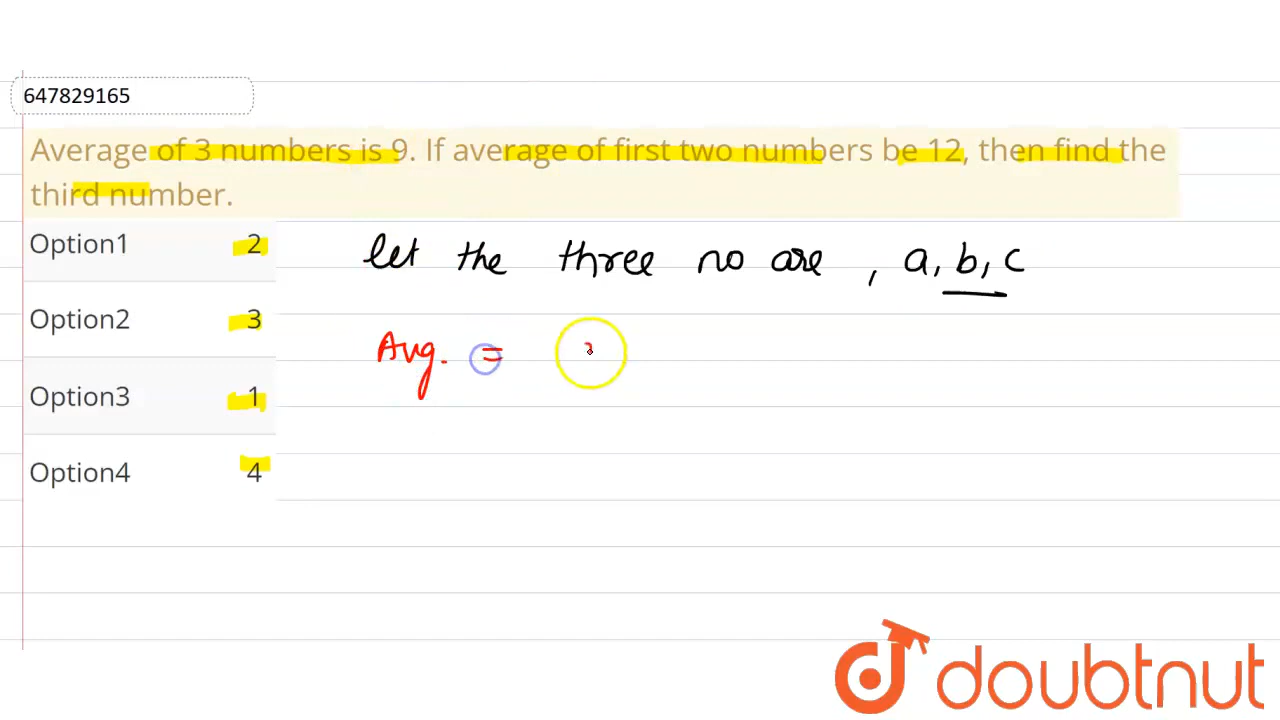 647829165
Average of 3 numbers is 9. If average of first two numbers be 12, then find the
third number.
Option1 2
let the three no are , a, b, c
Option2 3
Avg. =
Option3 1
Option4 4
doubtnut